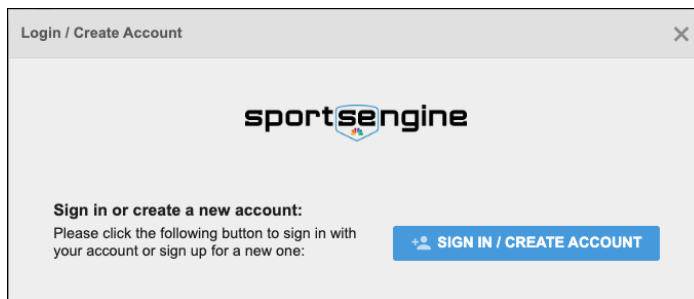 Login / Create Account
sportsengine
Sign in or create a new account:
Please click the following button to sign in with
your account or sign up for a new one:
SIGN IN / CREATE ACCOUNT